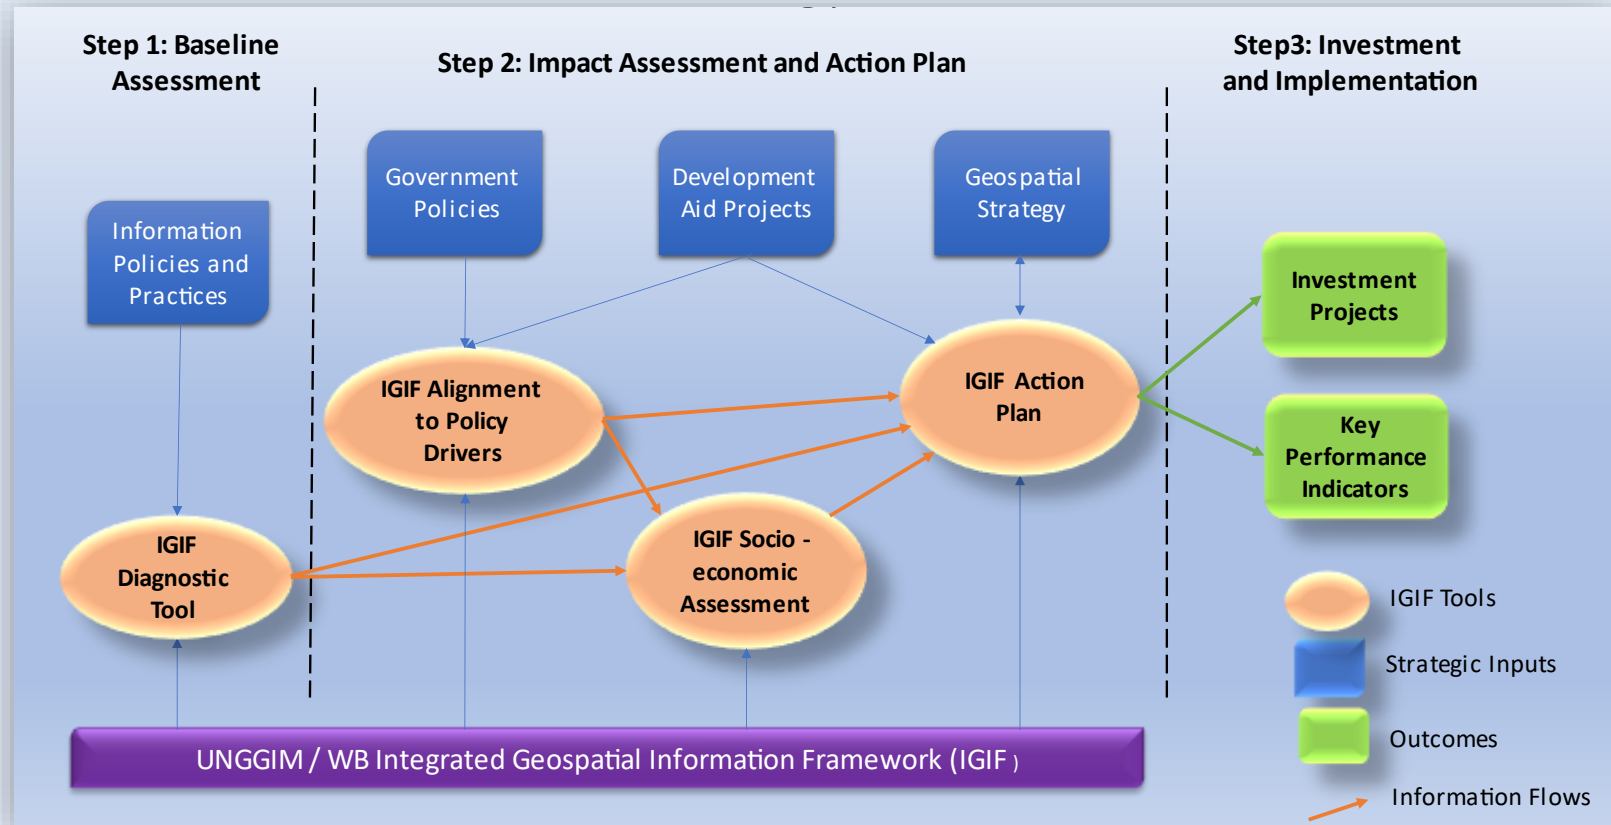 Step 1: Baseline
Assessment
Step 2: Impact Assessment and Action Plan
Step3: Investment
and Implementation
Information
Policies and
Practices
Government
Policies
Development
Aid Projects
Geospatial
Strategy
Investment
Projects
Key
Performance
Indicators
IGIF Alignment
to Policy
Drivers
IGIF Action
Plan
IGIF
Diagnostic
Tool
IGIF Socio -
economic
Assessment
IGIF Tools
Strategic Inputs
Outcomes
Information Flows
UNGGIM / WB Integrated Geospatial Information Framework (IGIF )